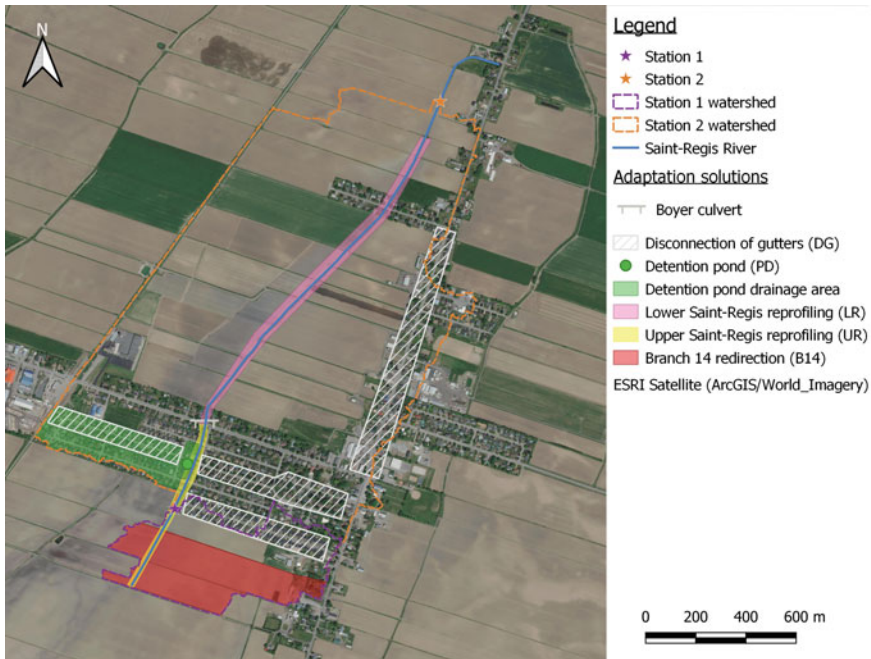 N
Legend
Station 1
Station 2
Station 1 watershed
Station 2 watershed
Saint-Regis River
Adaptation solutions
Boyer culvert
Disconnection of gutters (DG)
Detention pond (PD)
Detention pond drainage area
Lower Saint-Regis reprofiling (LR)
Upper Saint-Regis reprofiling (UR)
Branch 14 redirection (B14)
ESRI Satellite (ArcGIS/World_Imagery)
0 200 400 600 m